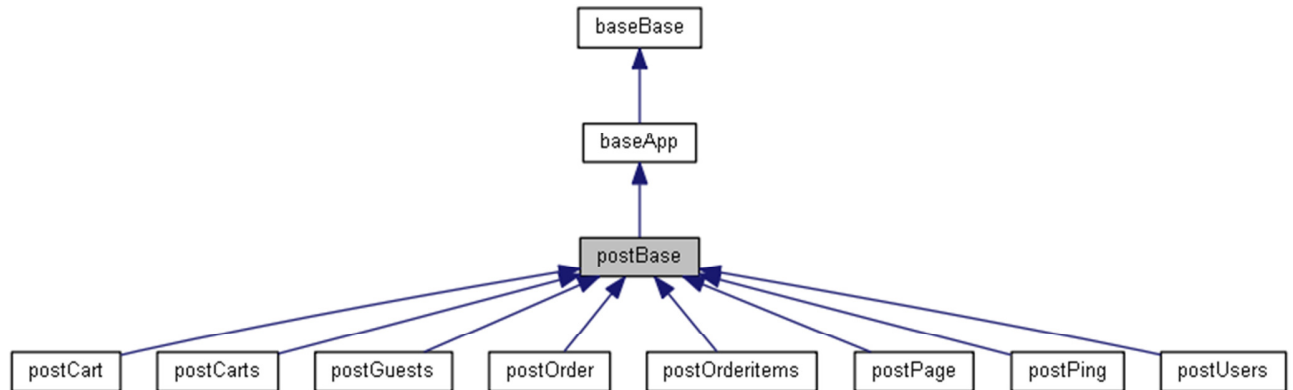 baseBase
baseApp
postBase
postCart postCarts postGuests postOrder postOrderitems postPage postPing postUsers